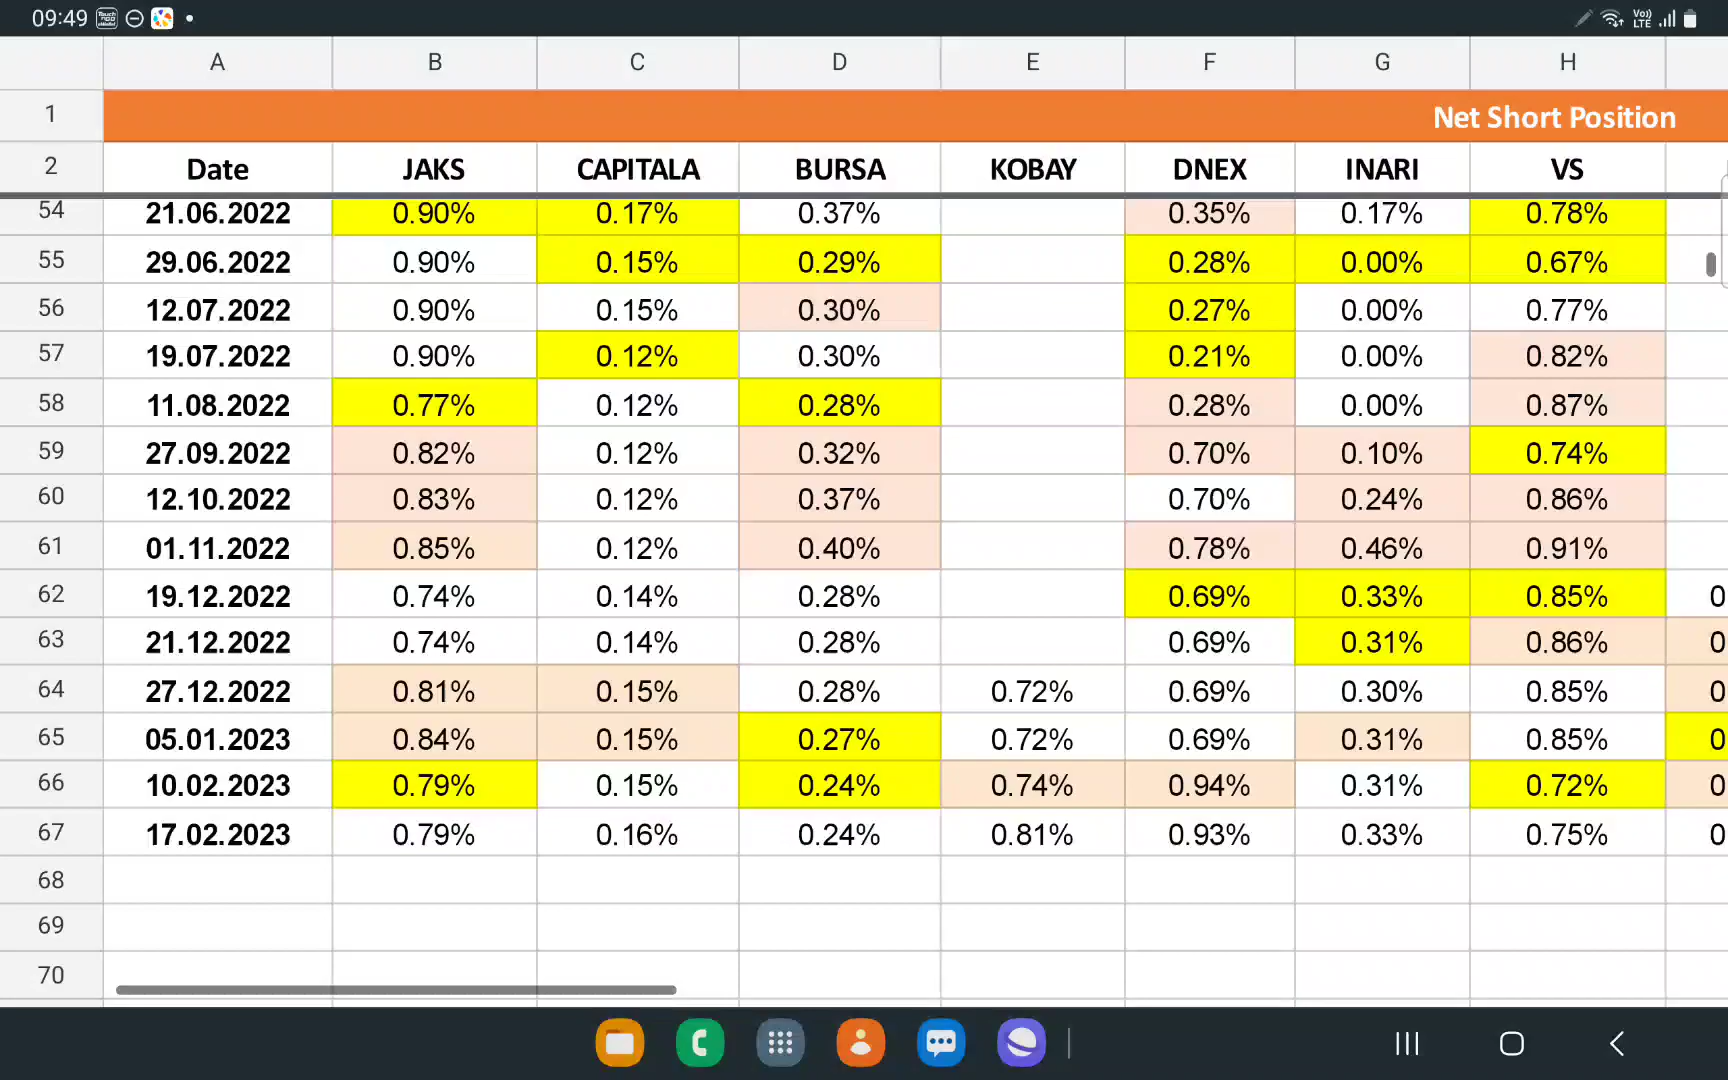 09:49 VoLTE
A B C D E F G H
1 Net Short Position
2 Date JAKS CAPITALA BURSA KOBAY DNEX INARI VS
54 21.06.2022 0.90% 0.17% 0.37% 0.35% 0.17% 0.78%
55 29.06.2022 0.90% 0.15% 0.29% 0.28% 0.00% 0.67%
56 12.07.2022 0.90% 0.15% 0.30% 0.27% 0.00% 0.77%
57 19.07.2022 0.90% 0.12% 0.30% 0.21% 0.00% 0.82%
58 11.08.2022 0.77% 0.12% 0.28% 0.28% 0.00% 0.87%
59 27.09.2022 0.82% 0.12% 0.32% 0.70% 0.10% 0.74%
60 12.10.2022 0.83% 0.12% 0.37% 0.70% 0.24% 0.86%
61 01.11.2022 0.85% 0.12% 0.40% 0.78% 0.46% 0.91%
62 19.12.2022 0.74% 0.14% 0.28% 0.69% 0.33% 0.85% 0
63 21.12.2022 0.74% 0.14% 0.28% 0.69% 0.31% 0.86% 0
64 27.12.2022 0.81% 0.15% 0.28% 0.72% 0.69% 0.30% 0.85% 0
65 05.01.2023 0.84% 0.15% 0.27% 0.72% 0.69% 0.31% 0.85% 0
66 10.02.2023 0.79% 0.15% 0.24% 0.74% 0.94% 0.31% 0.72% 0
67 17.02.2023 0.79% 0.16% 0.24% 0.81% 0.93% 0.33% 0.75% 0
68
69
70